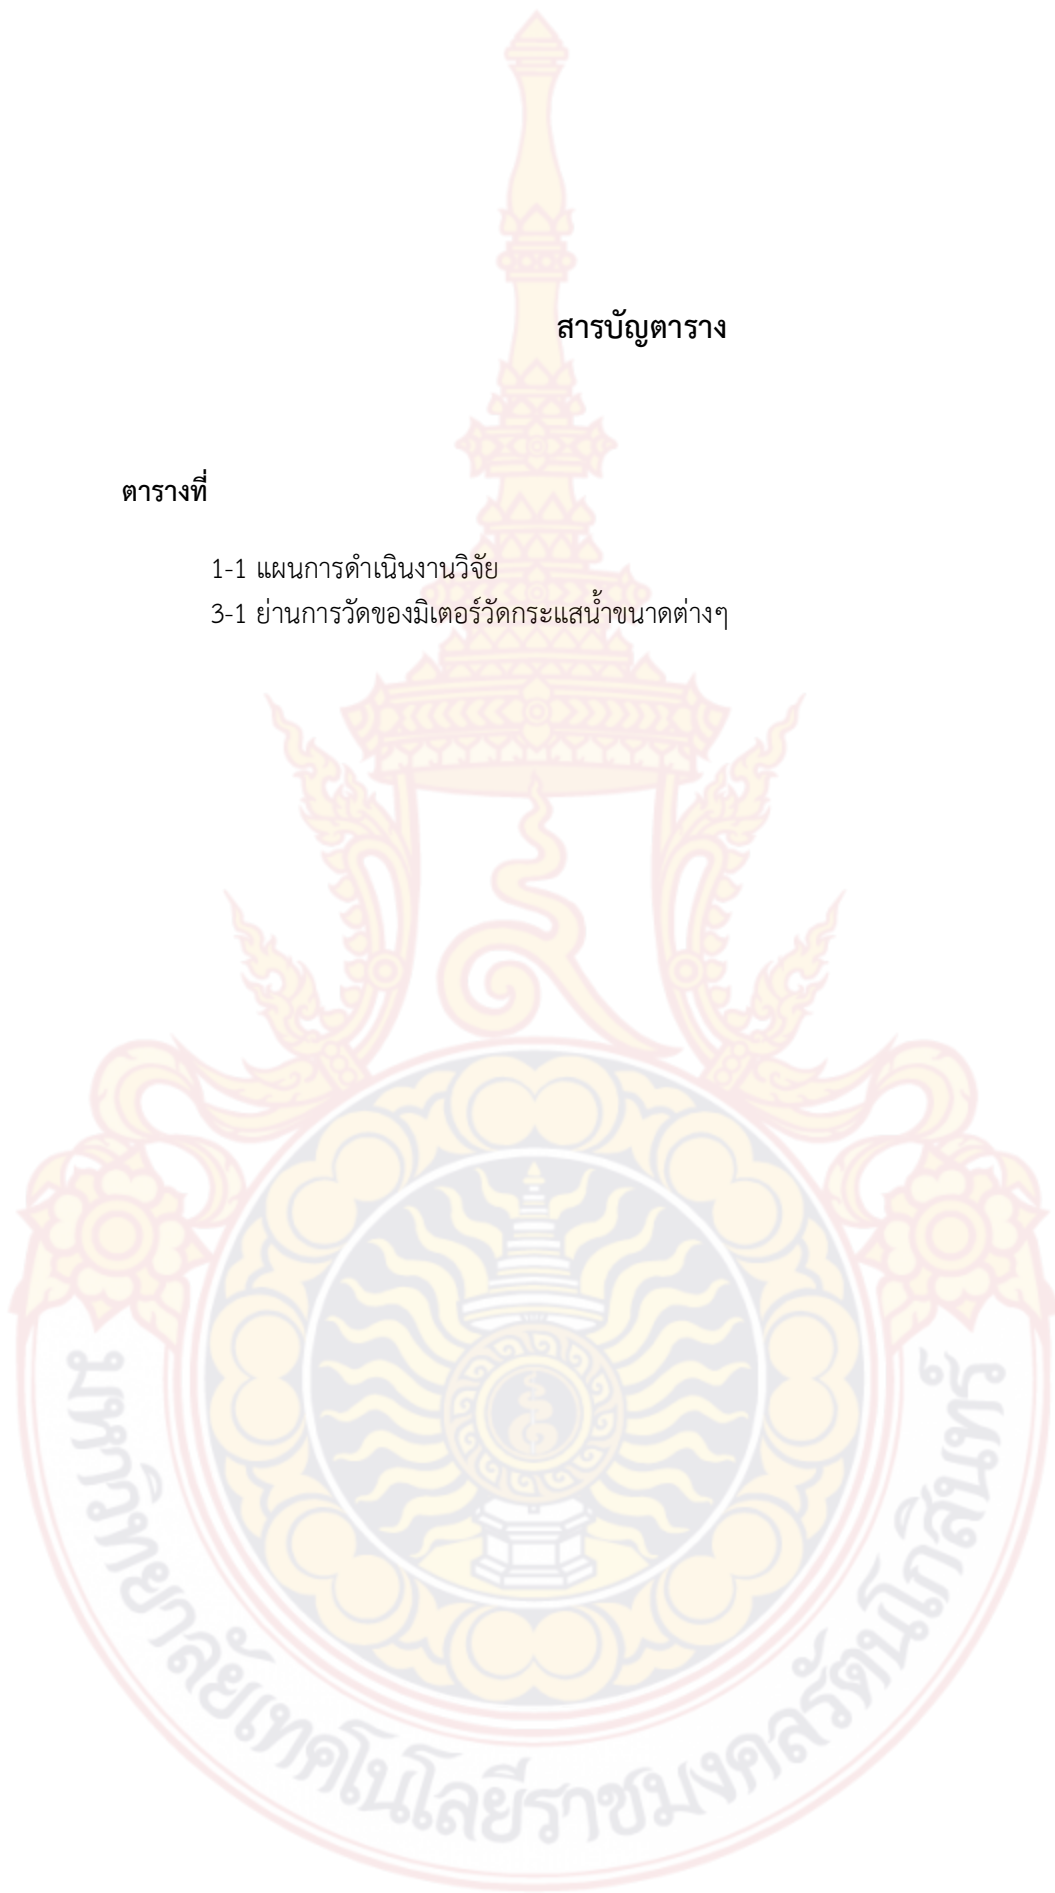 สารบัญตาราง
ตารางที่
1-1 แผนการดำเนินงานวิจัย
3-1 ย่านการวัดของมิเตอร์วัดกระแสน้ำขนาดต่างๆ
มหาวิทยาลัยเทคโนโลยีราชมงคลรัตนโกสินทร์